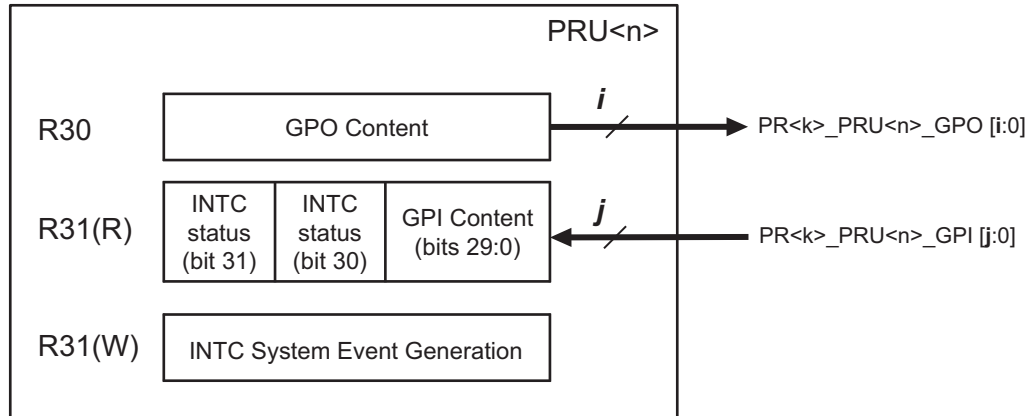 PRU<n>
R30
GPO Content
i
PR<k>_PRU<n>_GPO [i:0]
R31(R)
INTC
status
(bit 31)
INTC
status
(bit 30)
GPI Content
(bits 29:0)
j
PR<k>_PRU<n>_GPI [j:0]
R31(W)
INTC System Event Generation